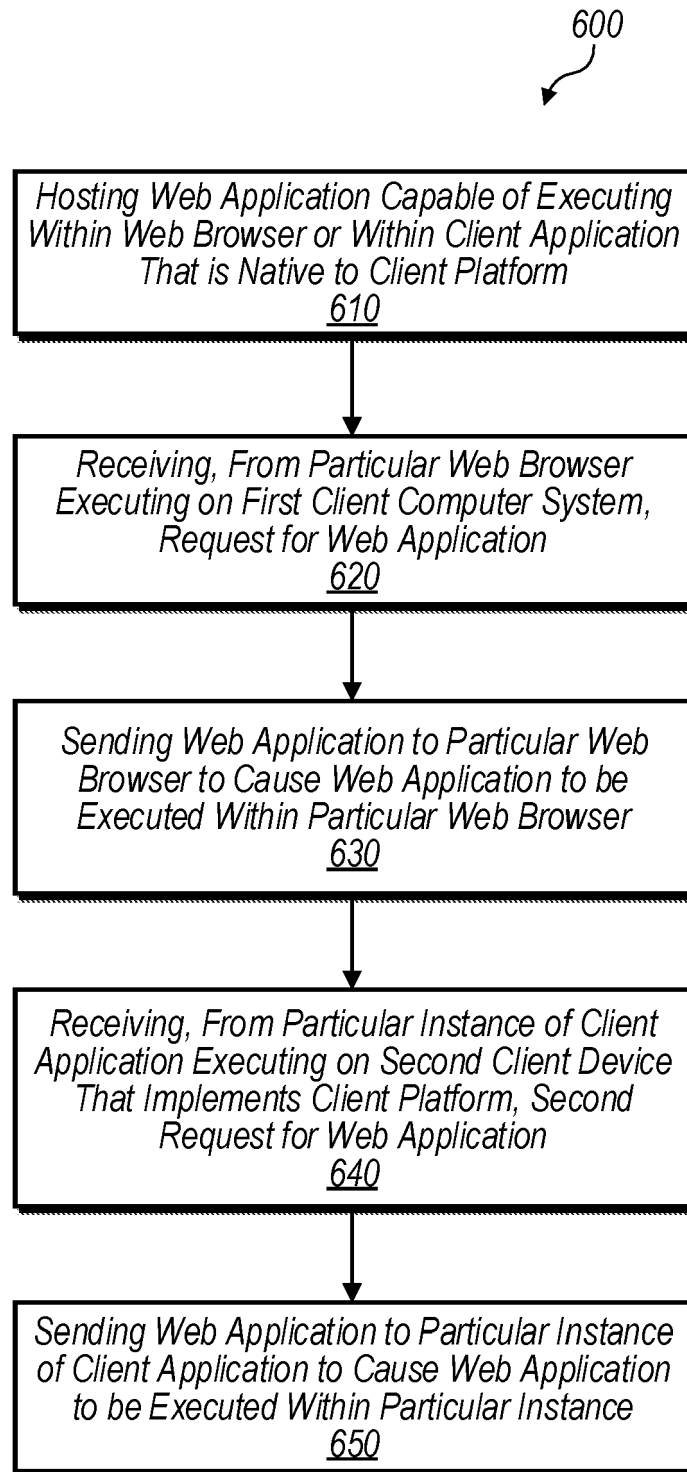 600
Hosting Web Application Capable of Executing
Within Web Browser or Within Client Application
That is Native to Client Platform
610
Receiving, From Particular Web Browser
Executing on First Client Computer System,
Request for Web Application
620
Sending Web Application to Particular Web
Browser to Cause Web Application to be
Executed Within Particular Web Browser
630
Receiving, From Particular Instance of Client
Application Executing on Second Client Device
That Implements Client Platform, Second
Request for Web Application
640
Sending Web Application to Particular Instance
of Client Application to Cause Web Application
to be Executed Within Particular Instance
650